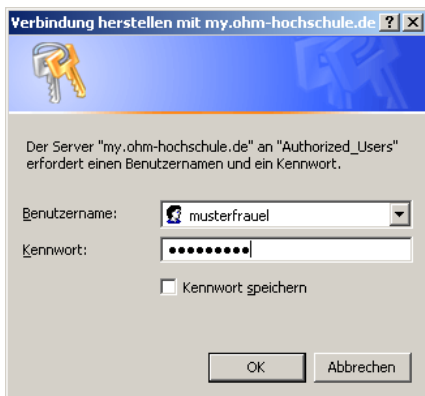 Verbindung herstellen mit my.ohm-hochschule.de
Der Server "my.ohm-hochschule.de" an "Authorized_Users"
erfordert einen Benutzernamen und ein Kennwort.
Benutzername: musterfrauel
Kennwort: •••••••••
Kennwort speichern
OK Abbrechen